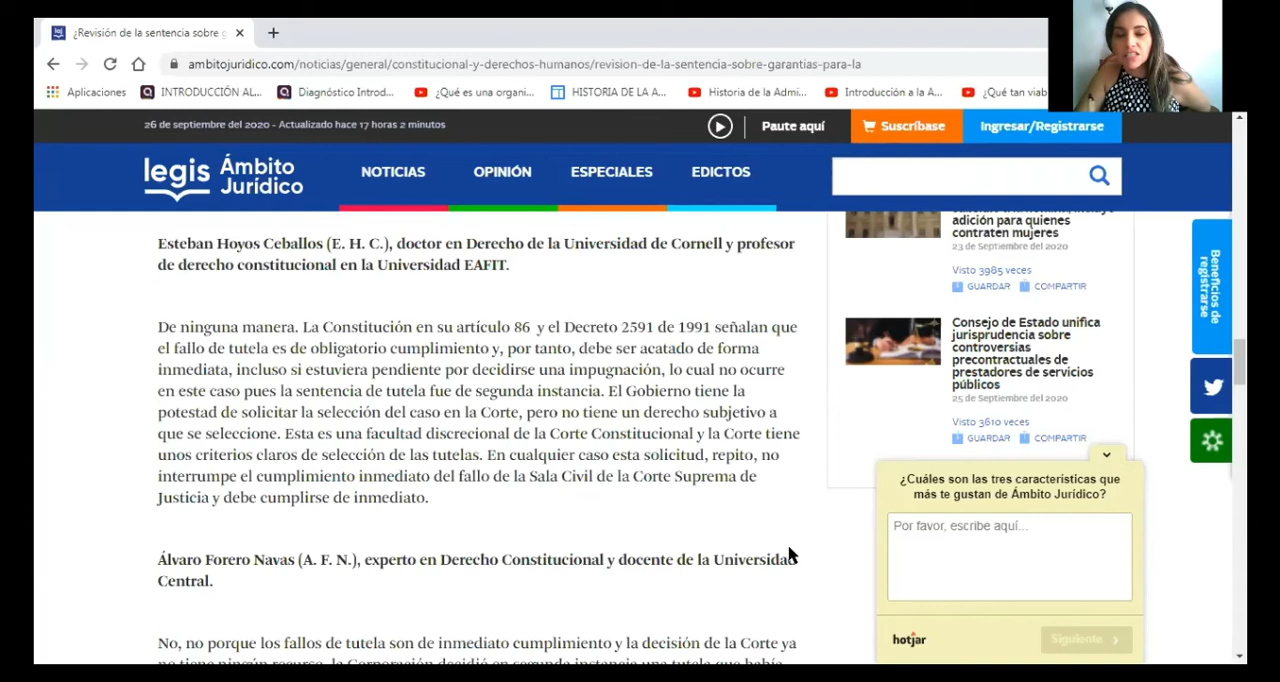 ¿Revisión de la sentencia sobre g
ambitojuridico.com/noticias/general/constitucional-y-derechos-humanos/revision-de-la-sentencia-sobre-garantias-para-la
Aplicaciones
INTRODUCCIÓN AL...
Diagnóstico Introd...
¿Qué es una organi...
HISTORIA DE LA A...
Historia de la Admi...
Introducción a la A...
¿Qué tan viab
26 de septiembre del 2020 - Actualizado hace 17 horas 2 minutos
Paute aquí
Suscríbase
Ingresar/Registrarse
legis Ámbito
Jurídico
NOTICIAS
OPINIÓN
ESPECIALES
EDICTOS
Esteban Hoyos Ceballos (E. H. C.), doctor en Derecho de la Universidad de Cornell y profesor
de derecho constitucional en la Universidad EAFIT.
De ninguna manera. La Constitución en su artículo 86 y el Decreto 2591 de 1991 señalan que
el fallo de tutela es de obligatorio cumplimiento y, por tanto, debe ser acatado de forma
inmediata, incluso si estuviera pendiente por decidirse una impugnación, lo cual no ocurre
en este caso pues la sentencia de tutela fue de segunda instancia. El Gobierno tiene la
potestad de solicitar la selección del caso en la Corte, pero no tiene un derecho subjetivo a
que se seleccione. Esta es una facultad discrecional de la Corte Constitucional y la Corte tiene
unos criterios claros de selección de las tutelas. En cualquier caso esta solicitud, repito, no
interrumpe el cumplimiento inmediato del fallo de la Sala Civil de la Corte Suprema de
Justicia y debe cumplirse de inmediato.
Álvaro Forero Navas (A. F. N.), experto en Derecho Constitucional y docente de la Universidad
Central.
No, no porque los fallos de tutela son de inmediato cumplimiento y la decisión de la Corte ya
no tiene ningún recurso, la Corporación decidió en segunda instancia una tutela que había
adición para quienes
contraten mujeres
23 de Septiembre del 2020
Visto 3985 veces
GUARDAR
COMPARTIR
Consejo de Estado unifica
jurisprudencia sobre
controversias
precontractuales de
prestadores de servicios
públicos
25 de Septiembre del 2020
Visto 3610 veces
GUARDAR
COMPARTIR
Beneficios de
registrarse
¿Cuáles son las tres características que
más te gustan de Ámbito Jurídico?
Por favor, escribe aquí...
hotjar
Siguiente